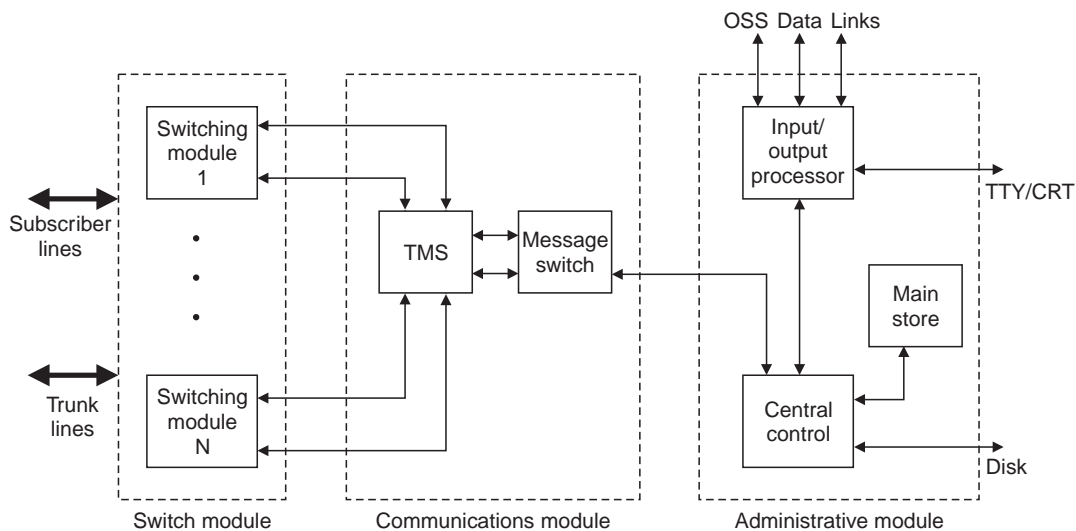 OSS Data Links
Switching
module
1
Input/
output
processor
TTY/CRT
Subscriber
lines
TMS
Message
switch
Main
store
Trunk
lines
Switching
module
N
Central
control
Disk
Switch module
Communications module
Administrative module